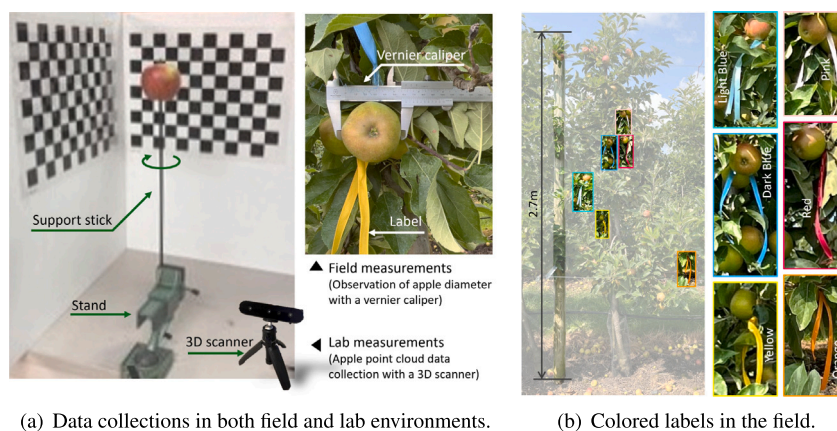 Vernier caliper
Label
Support stick
Stand
3D scanner
▲ Field measurements
(Observation of apple diameter
with a vernier caliper)
◀ Lab measurements
(Apple point cloud data
collection with a 3D scanner)
(a) Data collections in both field and lab environments.
2.7m
Light Blue
Pink
Dark Blue
Red
Yellow
(b) Colored labels in the field.